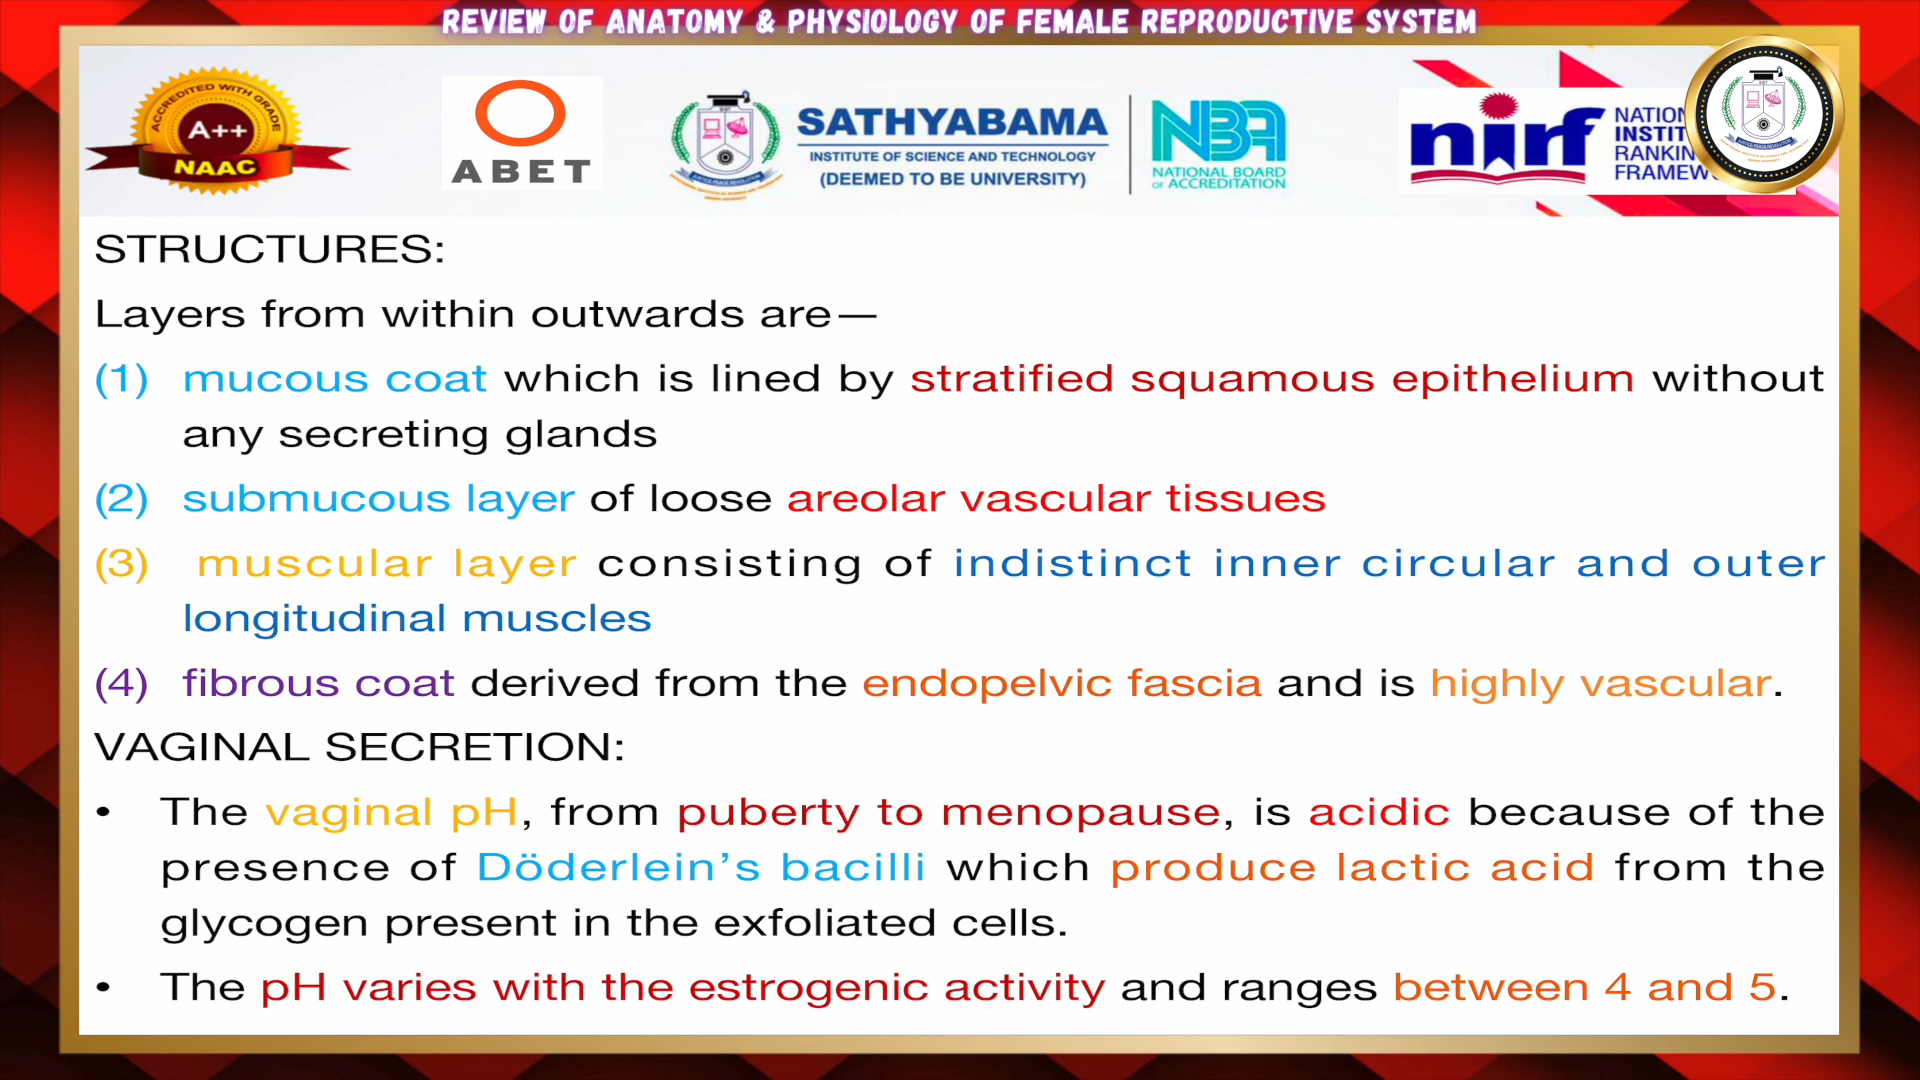 REVIEW OF ANATOMY & PHYSIOLOGY OF FEMALE REPRODUCTIVE SYSTEM
ACCREDITED WITH GRADE
A++
NAAC
ABET
SATHYABAMA
INSTITUTE OF SCIENCE AND TECHNOLOGY
(DEEMED TO BE UNIVERSITY)
NBA
NATIONAL BOARD
OF ACCREDITATION
nirf
NATION
INSTIT
RANKIN
FRAMEW
STRUCTURES:
Layers from within outwards are—
(1) mucous coat which is lined by stratified squamous epithelium without
any secreting glands
(2) submucous layer of loose areolar vascular tissues
(3) muscular layer consisting of indistinct inner circular and outer
longitudinal muscles
(4) fibrous coat derived from the endopelvic fascia and is highly vascular.
VAGINAL SECRETION:
• The vaginal pH, from puberty to menopause, is acidic because of the
presence of Döderlein’s bacilli which produce lactic acid from the
glycogen present in the exfoliated cells.
• The pH varies with the estrogenic activity and ranges between 4 and 5.